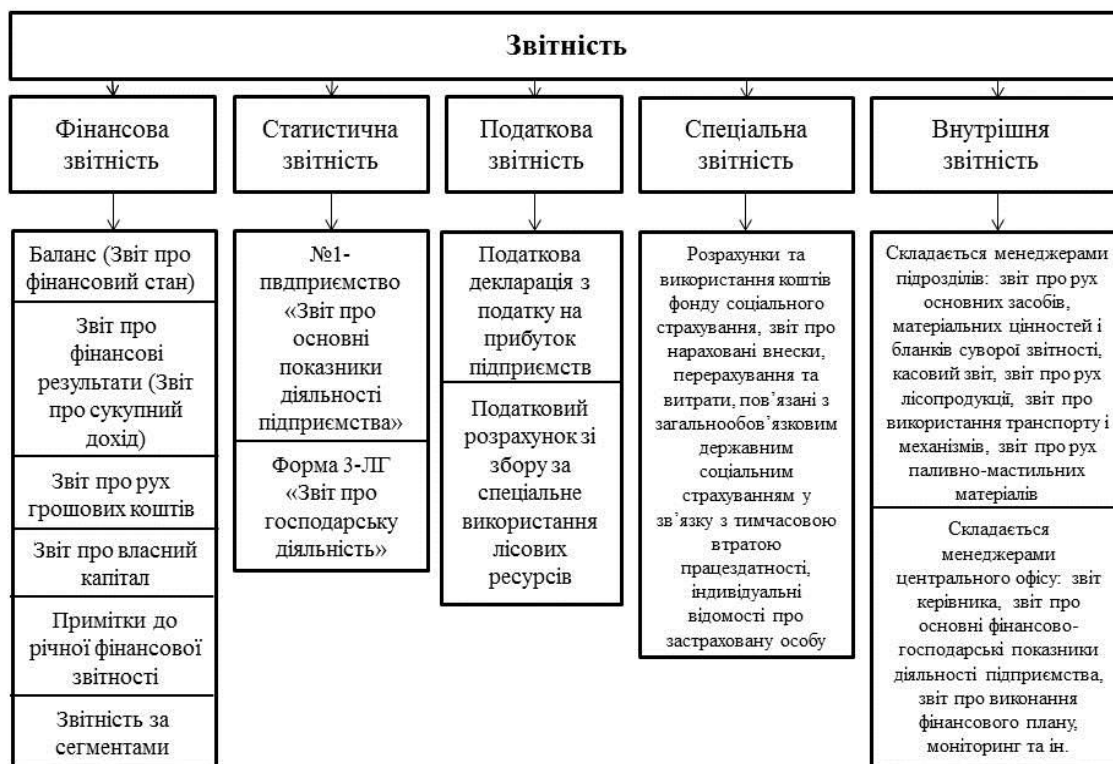 Звітність
Фінансова
звітність
Статистична
звітність
Податкова
звітність
Спеціальна
звітність
Внутрішня
звітність
Баланс (Звіт про
фінансовий стан)
Звіт про
фінансові
результати (Звіт
про сукупний
дохід)
Звіт про рух
грошових коштів
Звіт про власний
капітал
Примітки до
річної фінансової
звітності
Звітність за
сегментами
№1-
пвдприємство
«Звіт про
основні
показники
діяльності
підприємства»
Форма 3-ЛГ
«Звіт про
господарську
діяльність»
Податкова
декларація з
податку на
прибуток
підприємств
Податковий
розрахунок зі
збору за
спеціальне
використання
лісових
ресурсів
Розрахунки та
використання коштів
фонду соціального
страхування, звіт про
нараховані внески,
перерахування та
витрати, пов’язані з
загальнообов’язковим
державним
соціальним
страхуванням у
зв’язку з тимчасовою
втратою
працездатності,
індивідуальні
відомості про
застраховану особу
Складається менеджерами
підрозділів: звіт про рух
основних засобів,
матеріальних цінностей і
бланків суворої звітності,
касовий звіт, звіт про рух
лісопродукції, звіт про
використання транспорту і
механізмів, звіт про рух
паливно-мастильних
матеріалів
Складається
менеджерами
центрального офісу: звіт
керівника, звіт про
основні фінансово-
господарські показники
діяльності підприємства,
звіт про виконання
фінансового плану,
моніторинг та ін.